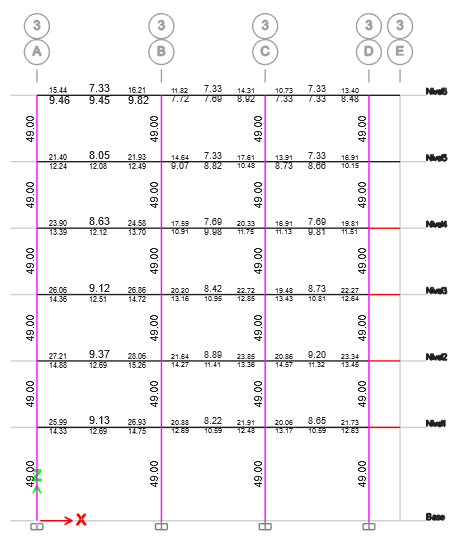 3 3 3 3 3
A B C D E
15.44 7.33 16.21 11.82 7.33 14.31 10.73 7.33 13.40 Nivel6
9.46 9.45 9.82 7.72 7.69 8.92 7.33 7.33 8.48
49.00 49.00 49.00 49.00
21.40 8.05 21.93 14.64 7.33 17.61 13.91 7.33 16.91 Nivel5
12.24 12.08 12.49 9.07 8.82 10.48 8.73 8.66 10.15
49.00 49.00 49.00 49.00
23.90 8.63 24.58 17.59 7.69 20.33 16.91 7.69 19.81 Nivel4
13.39 12.12 13.70 10.91 9.98 11.75 11.13 9.81 11.51
49.00 49.00 49.00 49.00
26.06 9.12 26.86 20.20 8.42 22.72 19.48 8.73 22.27 Nivel3
14.36 12.51 14.72 13.16 10.95 12.85 13.43 10.81 12.64
49.00 49.00 49.00 49.00
27.21 9.37 28.06 21.64 8.89 23.85 20.86 9.20 23.34 Nivel2
14.88 12.69 15.26 14.27 11.41 13.36 14.57 11.32 13.45
49.00 49.00 49.00 49.00
25.99 9.13 26.93 20.88 8.22 21.91 20.06 8.65 21.73 Nivel1
14.33 12.69 14.75 12.69 10.59 12.48 13.17 10.59 12.63
49.00 49.00 49.00 49.00
Z
X Base